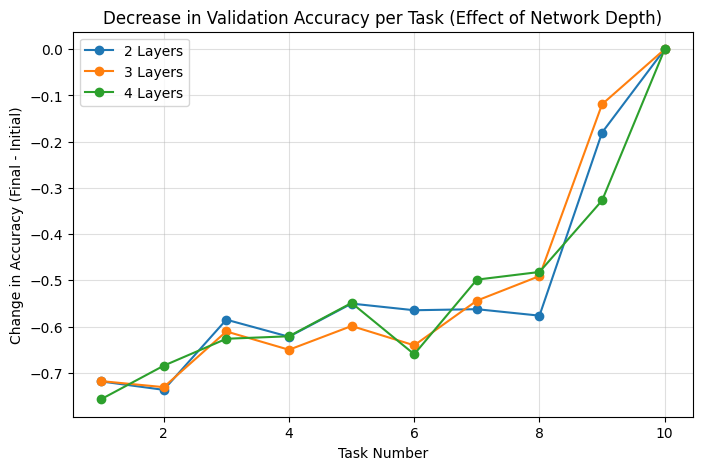 Decrease in Validation Accuracy per Task (Effect of Network Depth)
2 Layers
3 Layers
4 Layers
Change in Accuracy (Final - Initial)
0.0
−0.1
−0.2
−0.3
−0.4
−0.5
−0.6
−0.7
2 4 6 8 10
Task Number